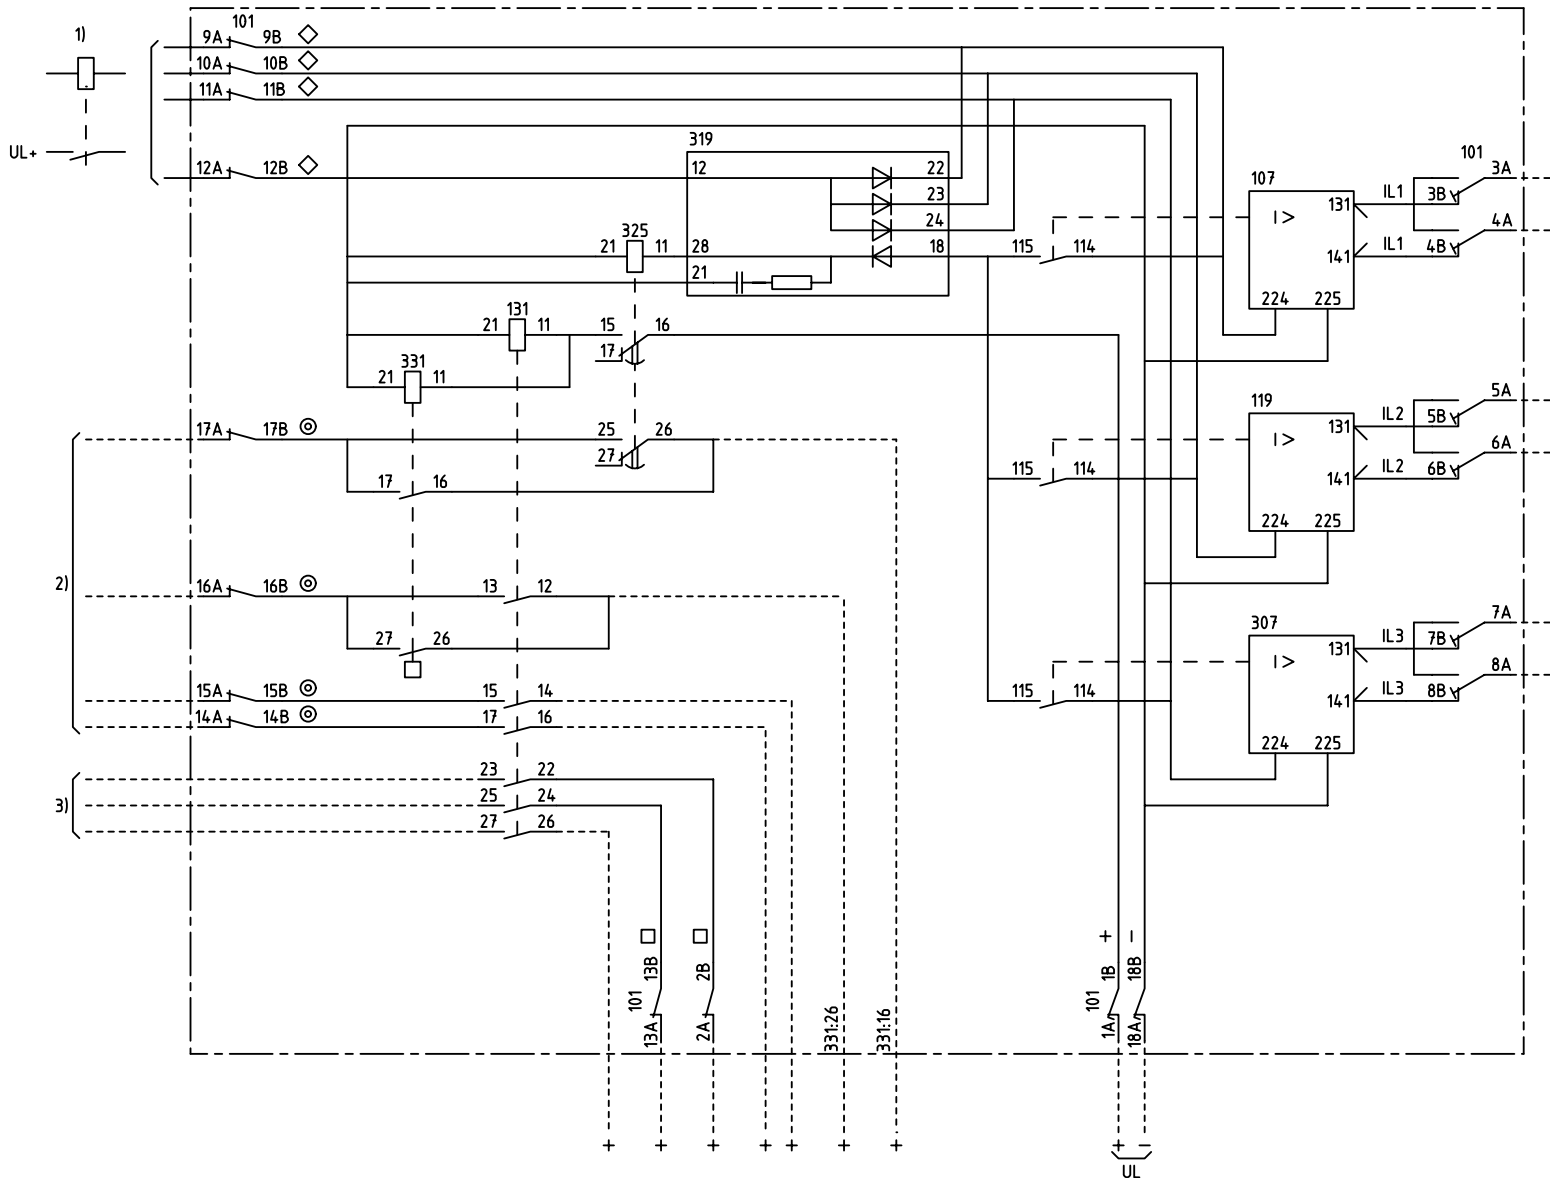 1)
101
9A 9B
10A 10B
11A 11B
UL+
12A 12B
319
12 22
23
24
325
21 11 28 18 115 114
21
131
21 11 15 16
17
331
21 11
107
I >
131
141
224 225
IL1 3B
IL1 4B
101
3A
4A
17A 17B 25 26
27
17 16
115 114
119
I >
131
141
224 225
IL2 5B
IL2 6B
5A
6A
2)
16A 16B 13 12
27 26
15A 15B 15 14
14A 14B 17 16
115 114
307
I >
131
141
224 225
IL3 7B
IL3 8B
7A
8A
3)
23 22
25 24
27 26
13B 2B
101
13A 2A
331:26
331:16
+ −
1B 18B
101
1A 18A
+ + + + + + + + −
UL